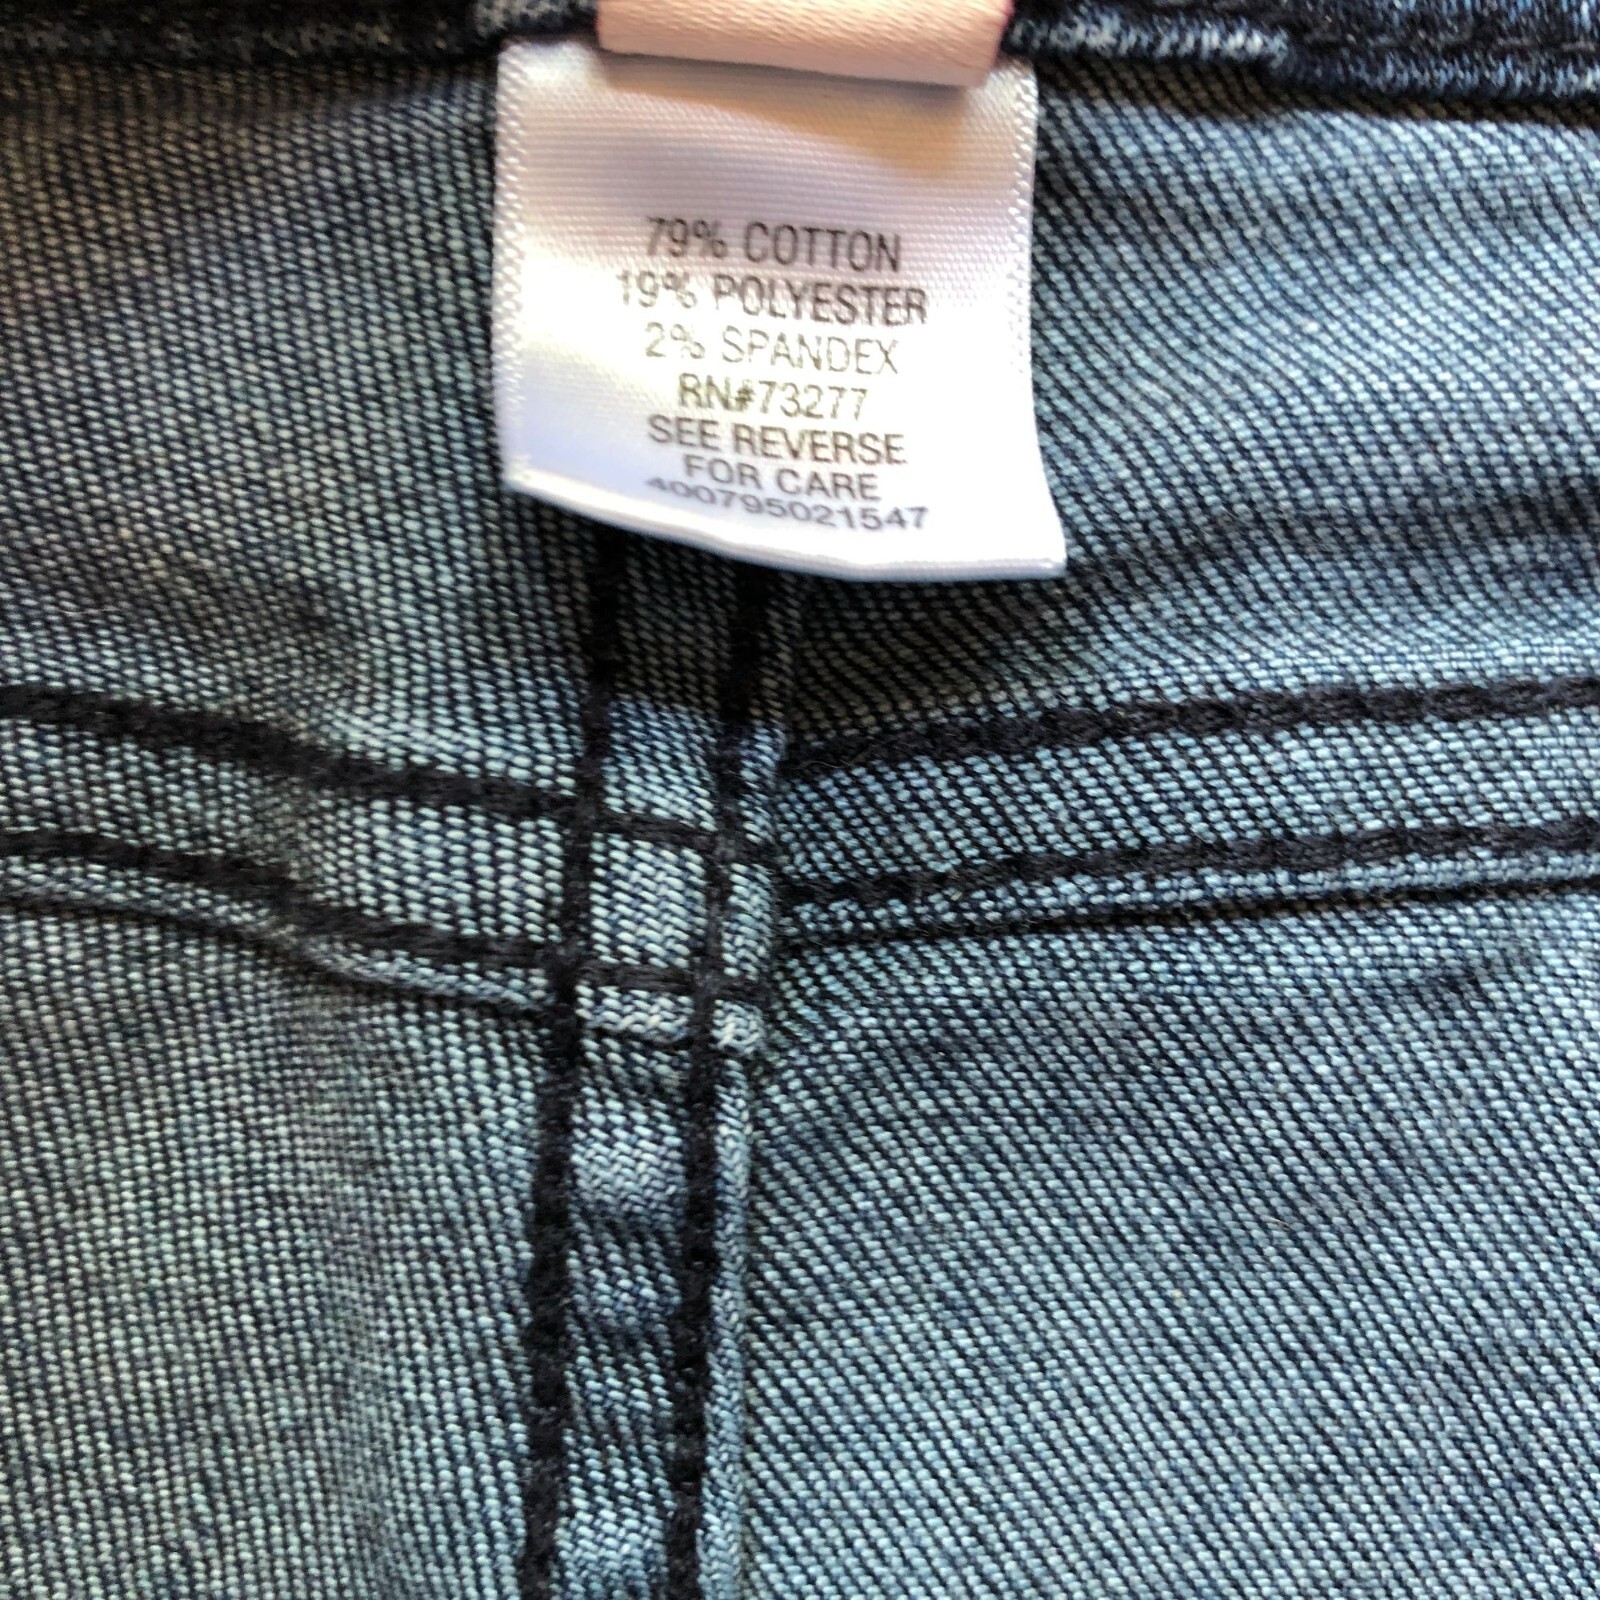 79% COTTON
19% POLYESTER
2% SPANDEX
RN#73277
SEE REVERSE
FOR CARE
400795021547